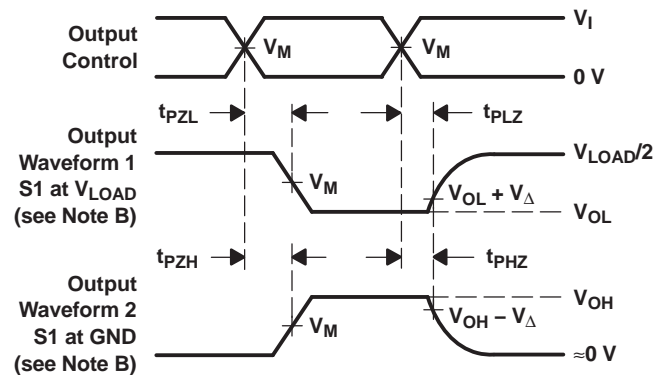 Output
Control
V_M
V_M
V_I
0 V
t_PZL
t_PLZ
Output
Waveform 1
S1 at V_LOAD
(see Note B)
V_M
V_OL + V_Δ
V_LOAD/2
V_OL
t_PZH
t_PHZ
Output
Waveform 2
S1 at GND
(see Note B)
V_M
V_OH − V_Δ
V_OH
≈0 V